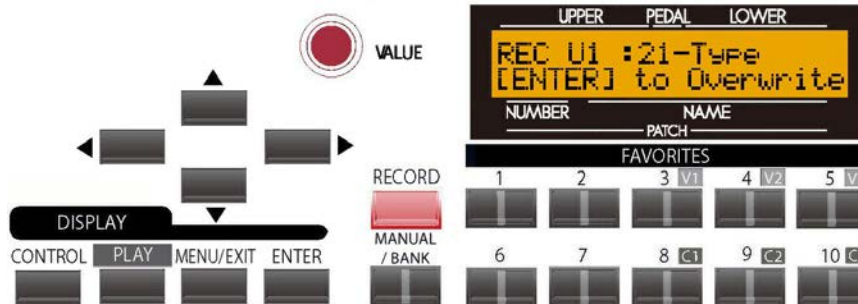 VALUE
UPPER PEDAL LOWER
REC U1 :21-Type
[ENTER] to Overwrite
NUMBER NAME
PATCH
FAVORITES
RECORD
1 2 3 V1 4 V2 5
DISPLAY
CONTROL PLAY MENU/EXIT ENTER
MANUAL
/ BANK
6 7 8 C1 9 C2 10